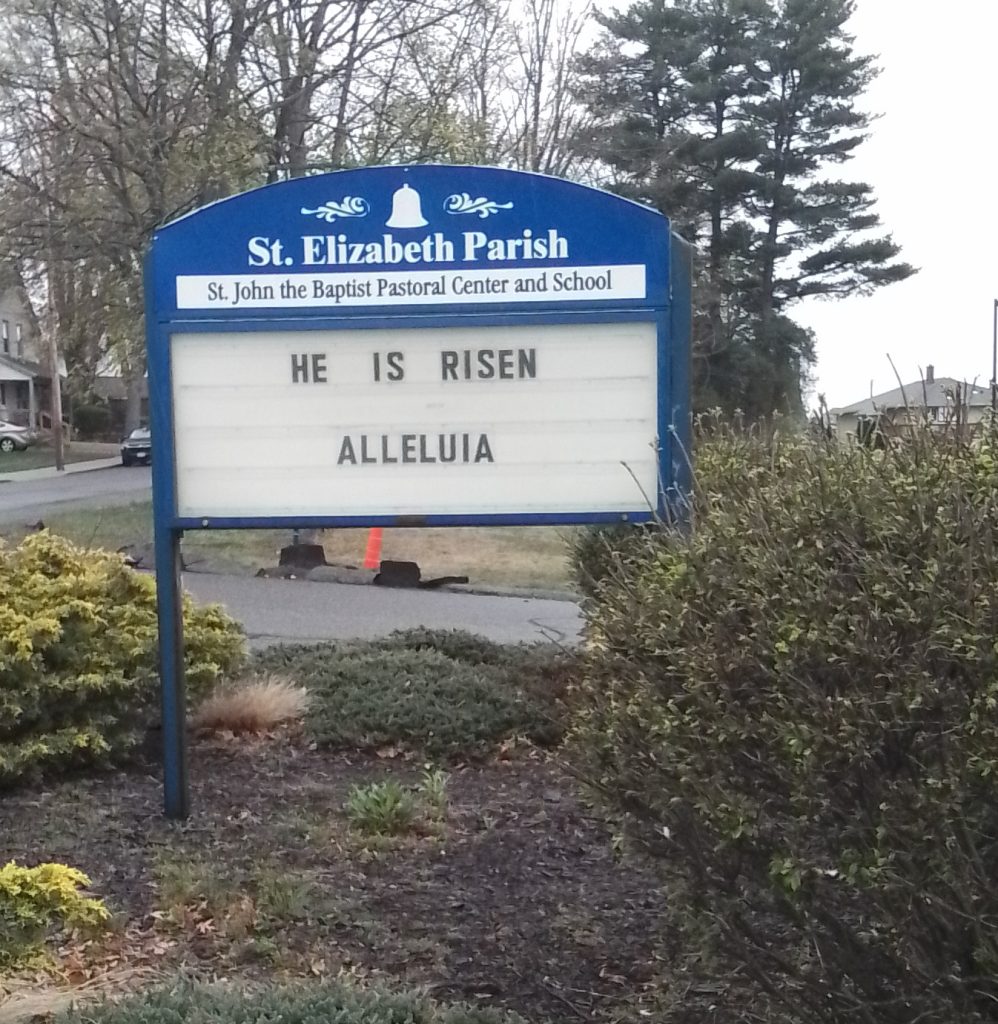 St. Elizabeth Parish
St. John the Baptist Pastoral Center and School
HE IS RISEN
ALLELUIA